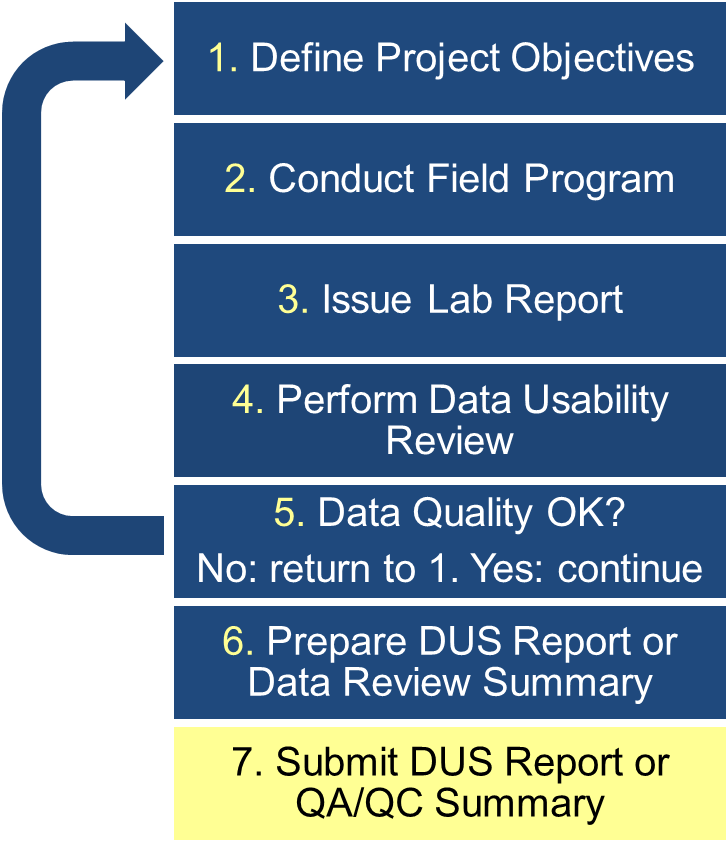 1. Define Project Objectives
2. Conduct Field Program
3. Issue Lab Report
4. Perform Data Usability
Review
5. Data Quality OK?
No: return to 1. Yes: continue
6. Prepare DUS Report or
Data Review Summary
7. Submit DUS Report or
QA/QC Summary